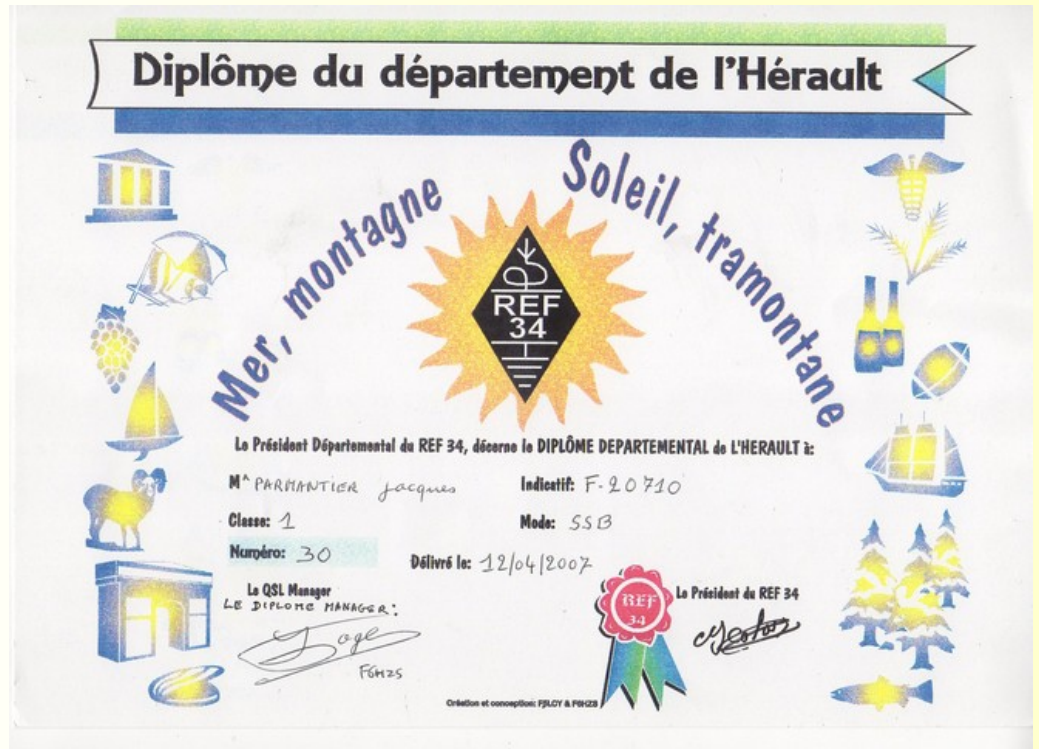 Diplôme du département de l'Hérault
Mer, montagne
Soleil, tramontane
REF
34
Le Président Départemental du REF 34, décerne le DIPLÔME DEPARTEMENTAL de L'HERAULT à:
Mr PARMANTIER Jacques
Indicatif: F-20710
Classe: 1
Mode: SSB
Numéro: 30
Délivré le: 12/04/2007
Le QSL Manager
LE DIPLOME MANAGER:
F6HZS
REF
34
Le Président du REF 34
Création et conception: & F6HZS